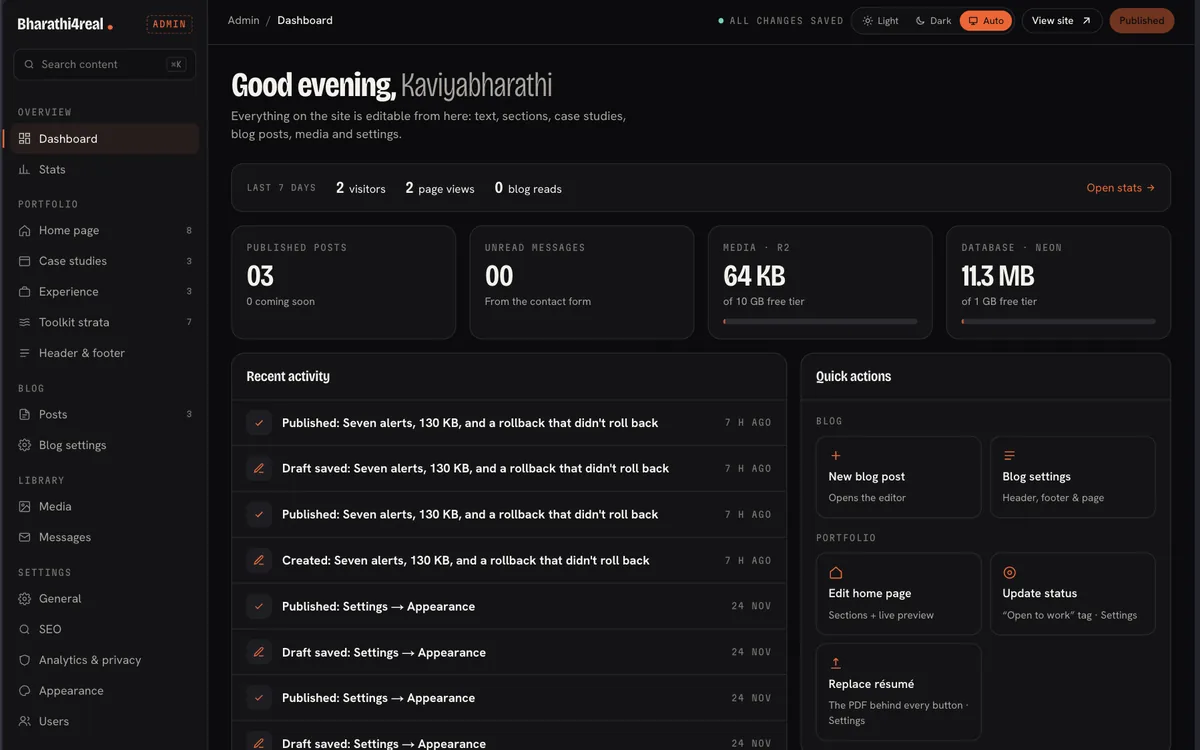 Bharathi4real.
ADMIN
Search content
⌘K
OVERVIEW
Dashboard
Stats
PORTFOLIO
Home page 8
Case studies 3
Experience 3
Toolkit strata 7
Header & footer
BLOG
Posts 3
Blog settings
LIBRARY
Media
Messages
SETTINGS
General
SEO
Analytics & privacy
Appearance
Users
Admin / Dashboard
ALL CHANGES SAVED
Light
Dark
Auto
View site ↗
Published
Good evening, Kaviyabharathi
Everything on the site is editable from here: text, sections, case studies,
blog posts, media and settings.
LAST 7 DAYS 2 visitors 2 page views 0 blog reads
Open stats →
PUBLISHED POSTS
03
0 coming soon
UNREAD MESSAGES
00
From the contact form
MEDIA · R2
64 KB
of 10 GB free tier
DATABASE · NEON
11.3 MB
of 1 GB free tier
Recent activity
Published: Seven alerts, 130 KB, and a rollback that didn't roll back 7 H AGO
Draft saved: Seven alerts, 130 KB, and a rollback that didn't roll back 7 H AGO
Published: Seven alerts, 130 KB, and a rollback that didn't roll back 7 H AGO
Created: Seven alerts, 130 KB, and a rollback that didn't roll back 7 H AGO
Published: Settings → Appearance 24 NOV
Draft saved: Settings → Appearance 24 NOV
Published: Settings → Appearance 24 NOV
Draft saved: Settings → Appearance 24 NOV
Quick actions
BLOG
New blog post
Opens the editor
Blog settings
Header, footer & page
PORTFOLIO
Edit home page
Sections + live preview
Update status
“Open to work” tag · Settings
Replace résumé
The PDF behind every button ·
Settings